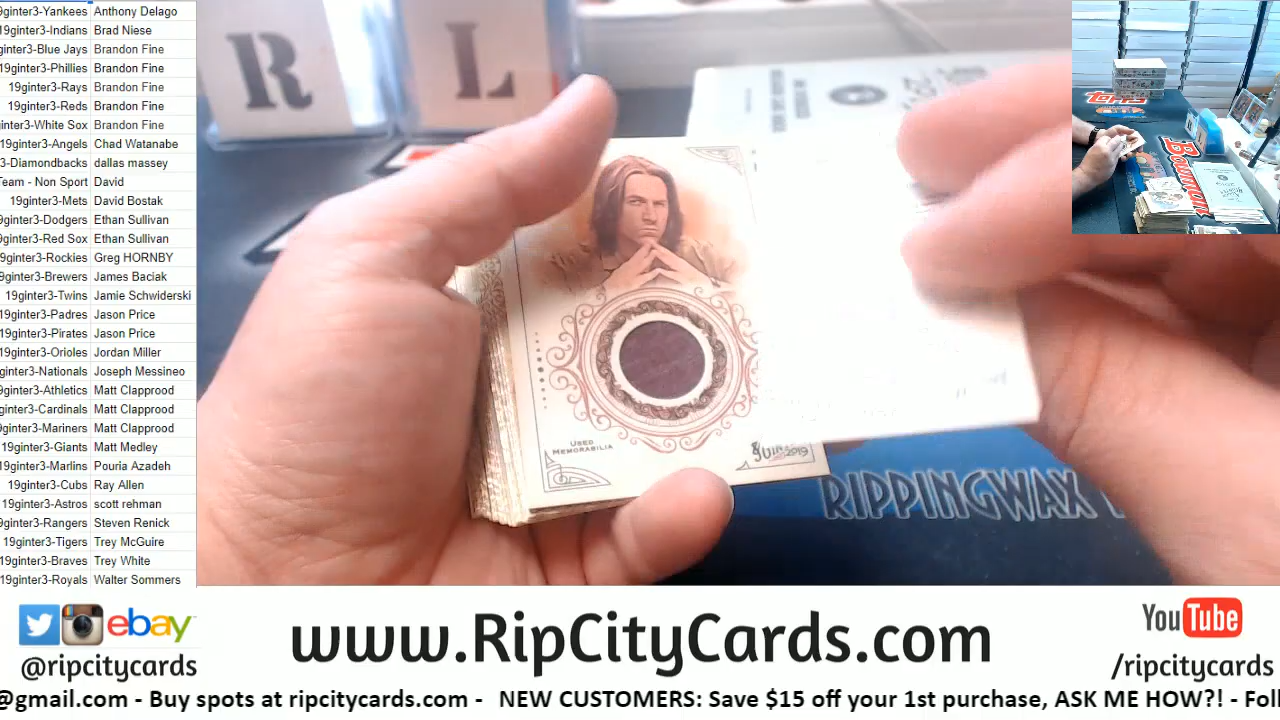 9ginter3-Yankees Anthony Delago
19ginter3-Indians Brad Niese
ginter3-Blue Jays Brandon Fine
19ginter3-Phillies Brandon Fine
19ginter3-Rays Brandon Fine
19ginter3-Reds Brandon Fine
inter3-White Sox Brandon Fine
19ginter3-Angels Chad Watanabe
3-Diamondbacks dallas massey
Team - Non Sport David
19ginter3-Mets David Bostak
9ginter3-Dodgers Ethan Sullivan
9ginter3-Red Sox Ethan Sullivan
9ginter3-Rockies Greg HORNBY
9ginter3-Brewers James Baciak
19ginter3-Twins Jamie Schwiderski
19ginter3-Padres Jason Price
19ginter3-Pirates Jason Price
19ginter3-Orioles Jordan Miller
19ginter3-Nationals Joseph Messineo
19ginter3-Athletics Matt Clapprood
ginter3-Cardinals Matt Clapprood
9ginter3-Mariners Matt Clapprood
19ginter3-Giants Matt Medley
19ginter3-Marlins Pouria Azadeh
19ginter3-Cubs Ray Allen
19ginter3-Astros scott rehman
9ginter3-Rangers Steven Renick
19ginter3-Tigers Trey McGuire
19ginter3-Braves Trey White
19ginter3-Royals Walter Sommers
R L
Topps
BOWMAN
USED
MEMORABILIA
2019
RIPPINGWAX
ebay
@ripcitycards
www.RipCityCards.com
YouTube
/ripcitycards
@gmail.com - Buy spots at ripcitycards.com - NEW CUSTOMERS: Save $15 off your 1st purchase, ASK ME HOW?! - Foll